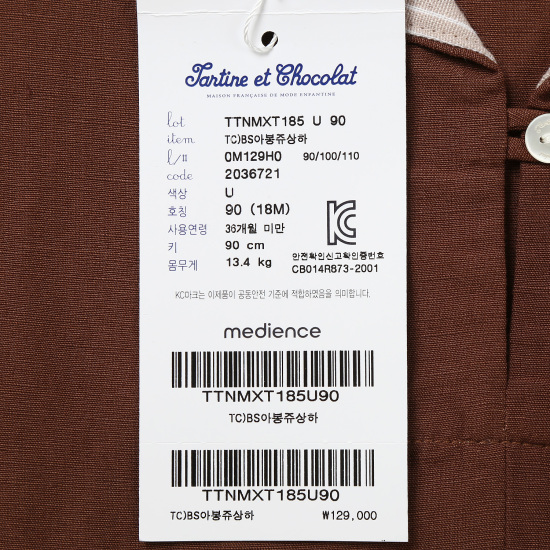 Tartine et Chocolat
MAISON FRANÇAISE DE MODE ENFANTINE
lot TTNMXT185 U 90
item TC)BS아봉쥬상하
l/# 0M129H0 90/100/110
code 2036721
색상 U
호칭 90 (18M)
사용연령 36개월 미만
키 90 cm
몸무게 13.4 kg
안전확인신고확인증번호
CB014R873-2001
KC마크는 이제품이 공통안전 기준에 적합하였음을 의미합니다.
medience
TTNMXT185U90
TC)BS아봉쥬상하
TTNMXT185U90
TC)BS아봉쥬상하 ₩129,000